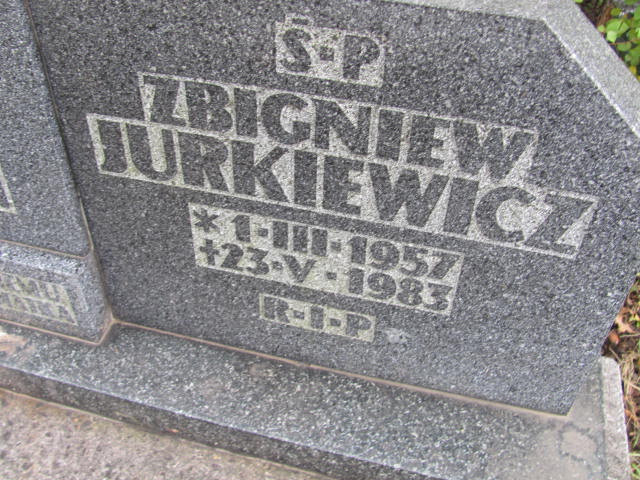 Ś-P
ZBIGNIEW
JURKIEWICZ
*1-III-1957
+23-V-1983
R-I-P